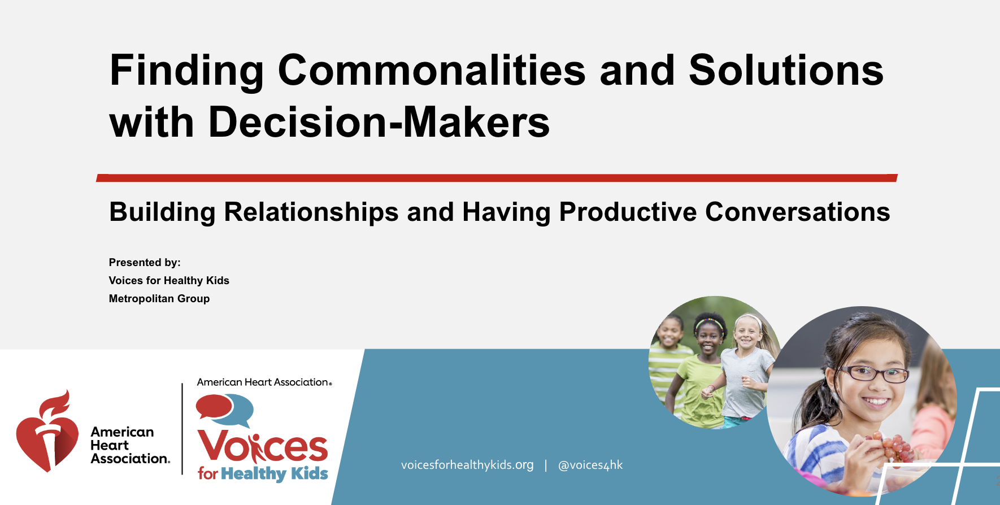 Finding Commonalities and Solutions
with Decision-Makers
Building Relationships and Having Productive Conversations
Presented by:
Voices for Healthy Kids
Metropolitan Group
American
Heart
Association®
American Heart Association®
Voices
for Healthy Kids
voicesforhealthykids.org | @voices4hk